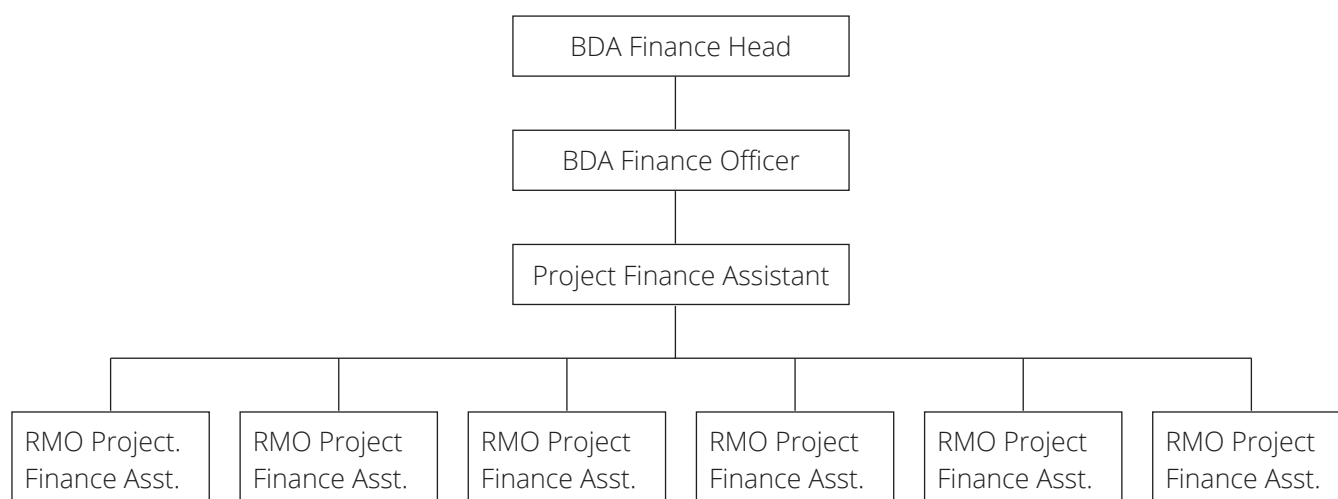 BDA Finance Head
BDA Finance Officer
Project Finance Assistant
RMO Project.
Finance Asst.
RMO Project
Finance Asst.
RMO Project
Finance Asst.
RMO Project
Finance Asst.
RMO Project
Finance Asst.
RMO Project
Finance Asst.